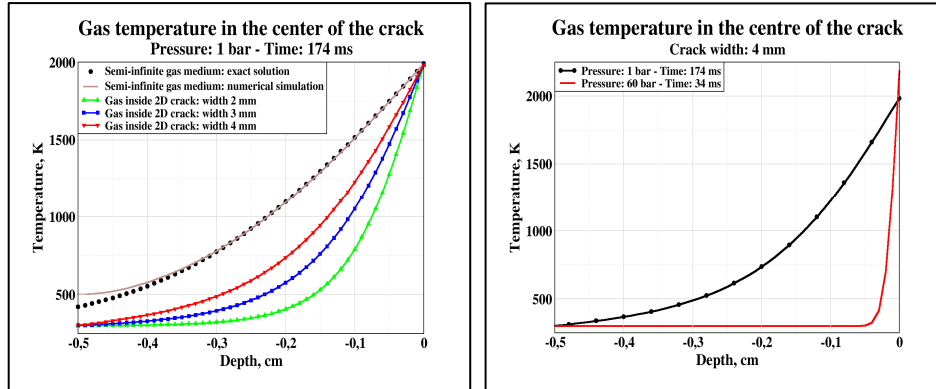 Gas temperature in the center of the crack
Pressure: 1 bar - Time: 174 ms
2000
1500
1000
500
Temperature, K
Semi-infinite gas medium: exact solution
Semi-infinite gas medium: numerical simulation
Gas inside 2D crack: width 2 mm
Gas inside 2D crack: width 3 mm
Gas inside 2D crack: width 4 mm
-0,5 -0,4 -0,3 -0,2 -0,1 0
Depth, cm
Gas temperature in the centre of the crack
Crack width: 4 mm
2000
1500
1000
500
Temperature, K
Pressure: 1 bar - Time: 174 ms
Pressure: 60 bar - Time: 34 ms
-0,5 -0,4 -0,3 -0,2 -0,1 0
Depth, cm